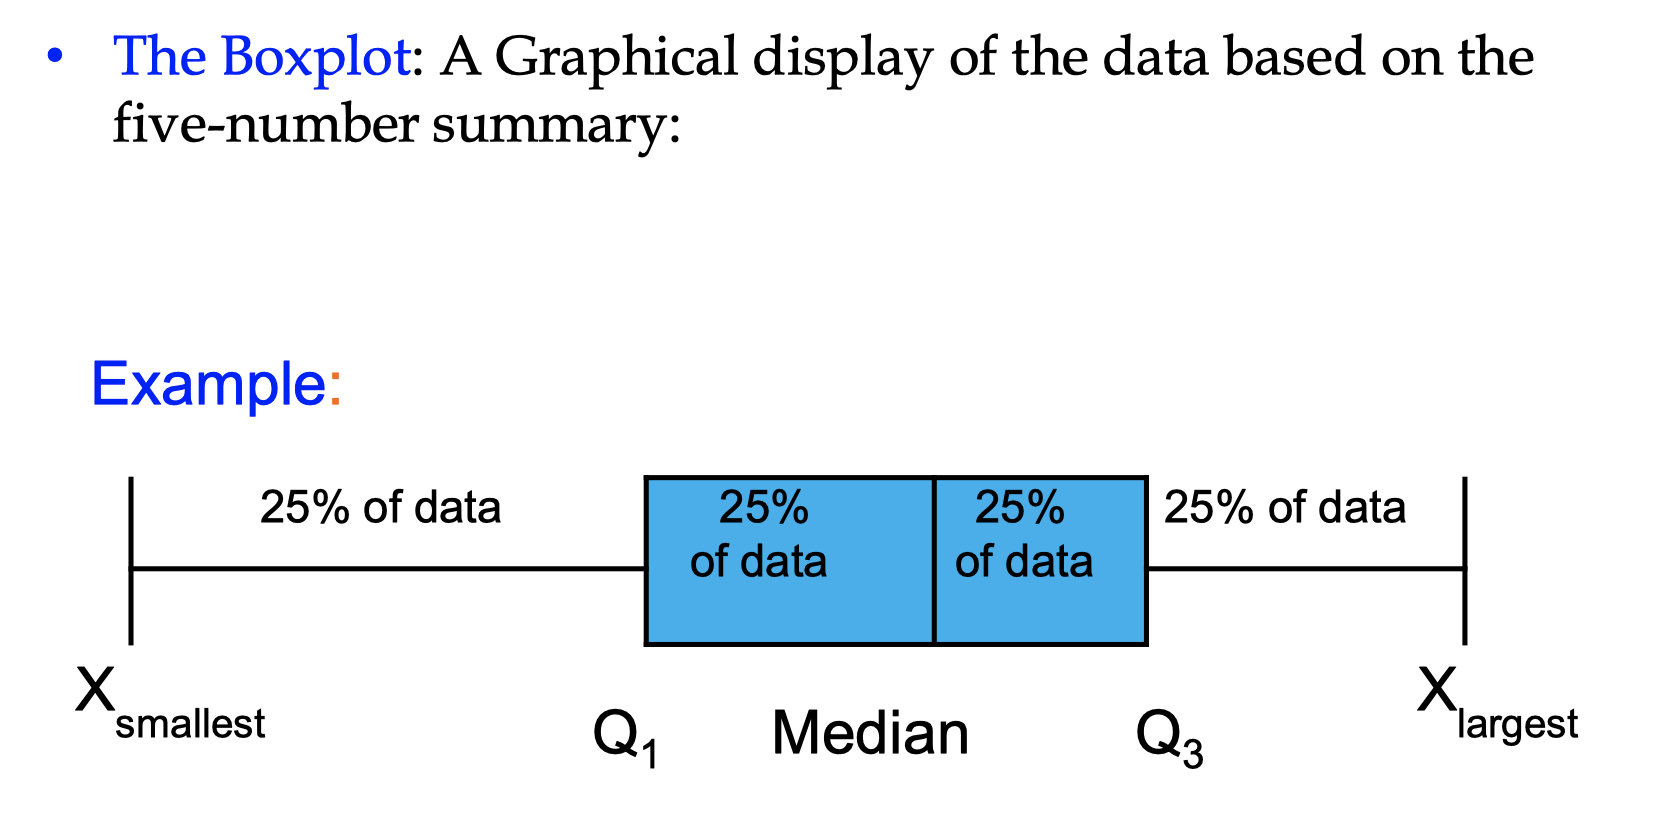 • The Boxplot: A Graphical display of the data based on the
five-number summary:
Example:
25% of data
25%
of data
25%
of data
25% of data
Xsmallest
Q1
Median
Q3
Xlargest